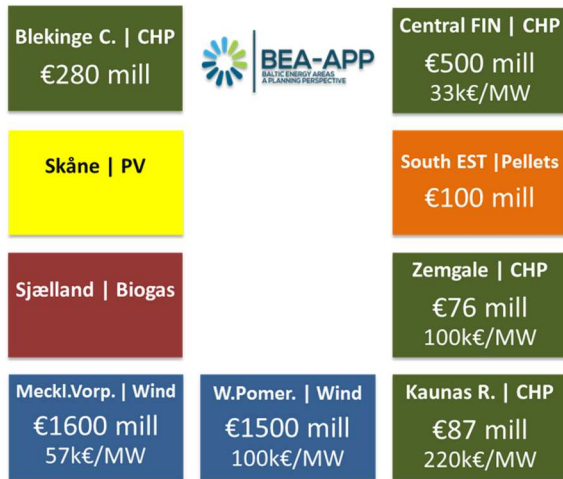 Blekinge C. | CHP
€280 mill
BEA-APP
BALTIC ENERGY AREAS
A PLANNING PERSPECTIVE
Central FIN | CHP
€500 mill
33k€/MW
Skåne | PV
South EST |Pellets
€100 mill
Sjælland | Biogas
Zemgale | CHP
€76 mill
100k€/MW
Meckl.Vorp. | Wind
€1600 mill
57k€/MW
W.Pomer. | Wind
€1500 mill
100k€/MW
Kaunas R. | CHP
€87 mill
220k€/MW